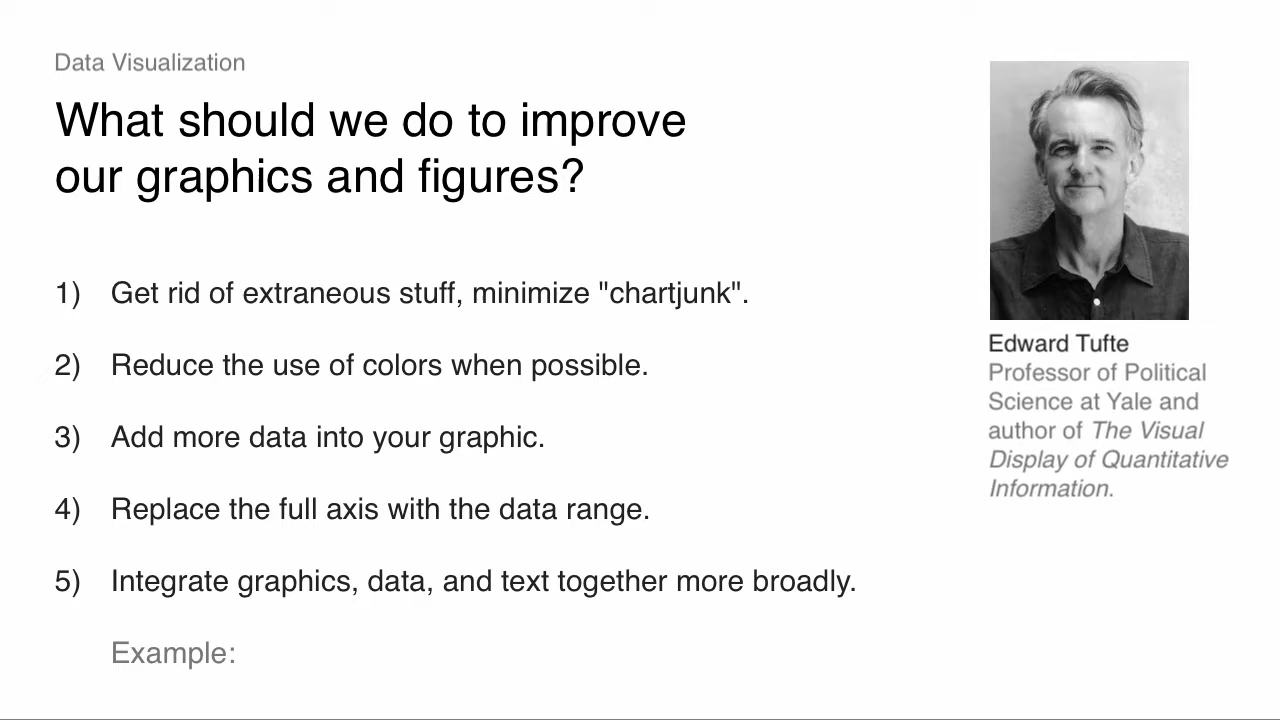 Data Visualization
What should we do to improve
our graphics and figures?
1) Get rid of extraneous stuff, minimize "chartjunk".
2) Reduce the use of colors when possible.
3) Add more data into your graphic.
4) Replace the full axis with the data range.
5) Integrate graphics, data, and text together more broadly.
Example:
Edward Tufte
Professor of Political
Science at Yale and
author of The Visual
Display of Quantitative
Information.